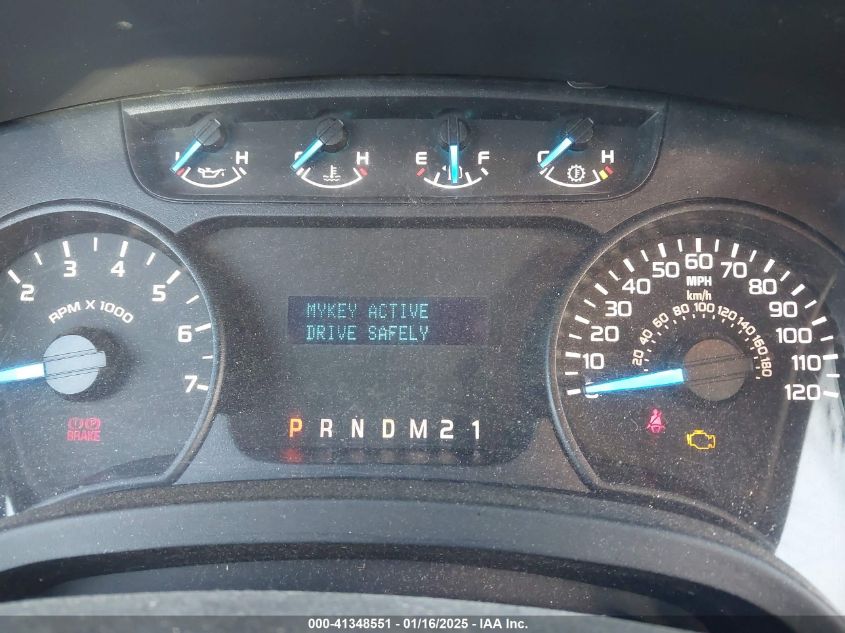 L H C H E F C H
2 3 4 5 6 7
RPM X 1000
BRAKE
MYKEY ACTIVE
DRIVE SAFELY
P R N D M 2 1
0 10 20 30 40 50 60 70 80 90 100 110 120
MPH
km/h
20 40 60 80 100 120 140 160 180
000-41348551 - 01/16/2025 - IAA Inc.